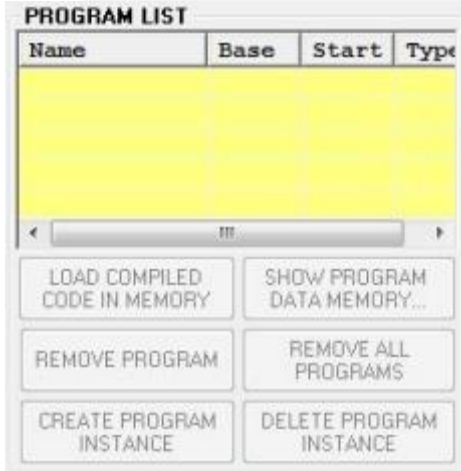 PROGRAM LIST
Name Base Start Type
LOAD COMPILED SHOW PROGRAM
CODE IN MEMORY DATA MEMORY...
REMOVE PROGRAM REMOVE ALL
PROGRAMS
CREATE PROGRAM DELETE PROGRAM
INSTANCE INSTANCE